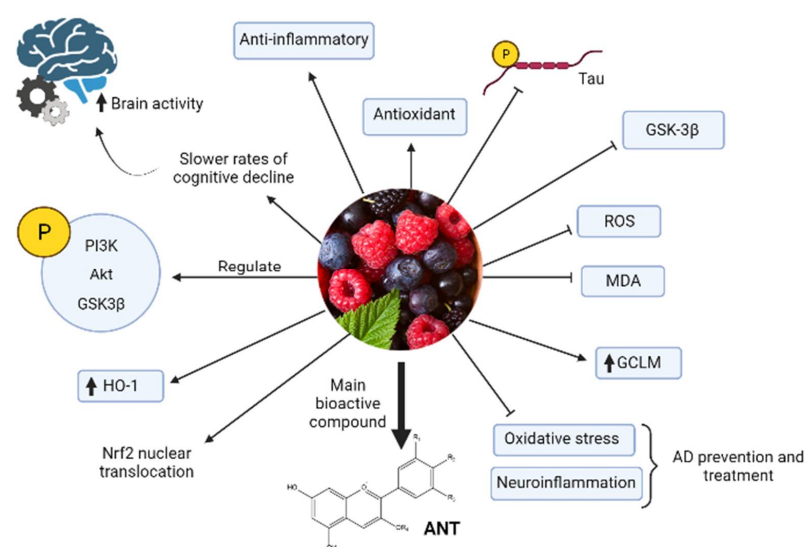 Anti-inflammatory
P
Tau
Brain activity
Antioxidant
GSK-3β
Slower rates of
cognitive decline
P
PI3K
Akt
GSK3β
Regulate
ROS
MDA
HO-1
GCLM
Main
bioactive
compound
Nrf2 nuclear
translocation
Oxidative stress
Neuroinflammation
AD prevention and
treatment
HO
ANT